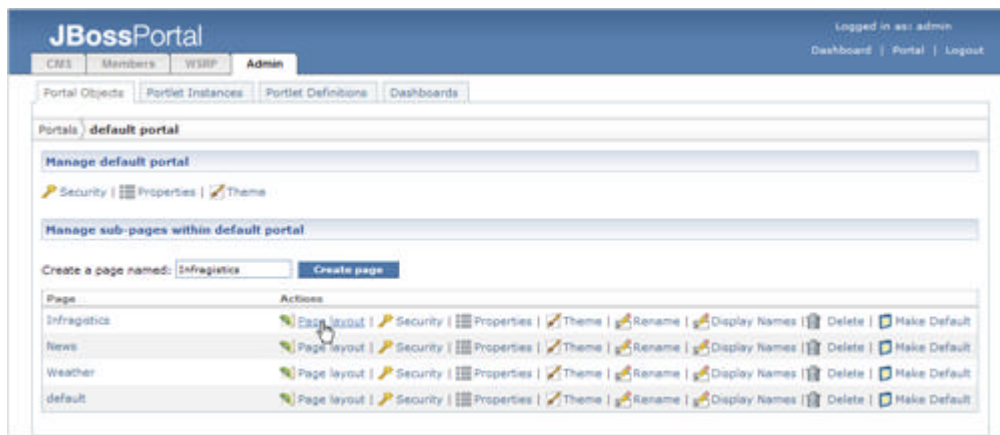 JBossPortal
Logged in as: admin
Dashboard | Portal | Logout
CMS Members WSRP Admin
Portal Objects Portlet Instances Portlet Definitions Dashboards
Portals default portal
Manage default portal
Security | Properties | Theme
Manage sub-pages within default portal
Create a page named: Infragistics Create page
Page Actions
Infragistics Page layout | Security | Properties | Theme | Rename | Display Names | Delete | Make Default
News Page layout | Security | Properties | Theme | Rename | Display Names | Delete | Make Default
Weather Page layout | Security | Properties | Theme | Rename | Display Names | Delete | Make Default
default Page layout | Security | Properties | Theme | Rename | Display Names | Delete | Make Default